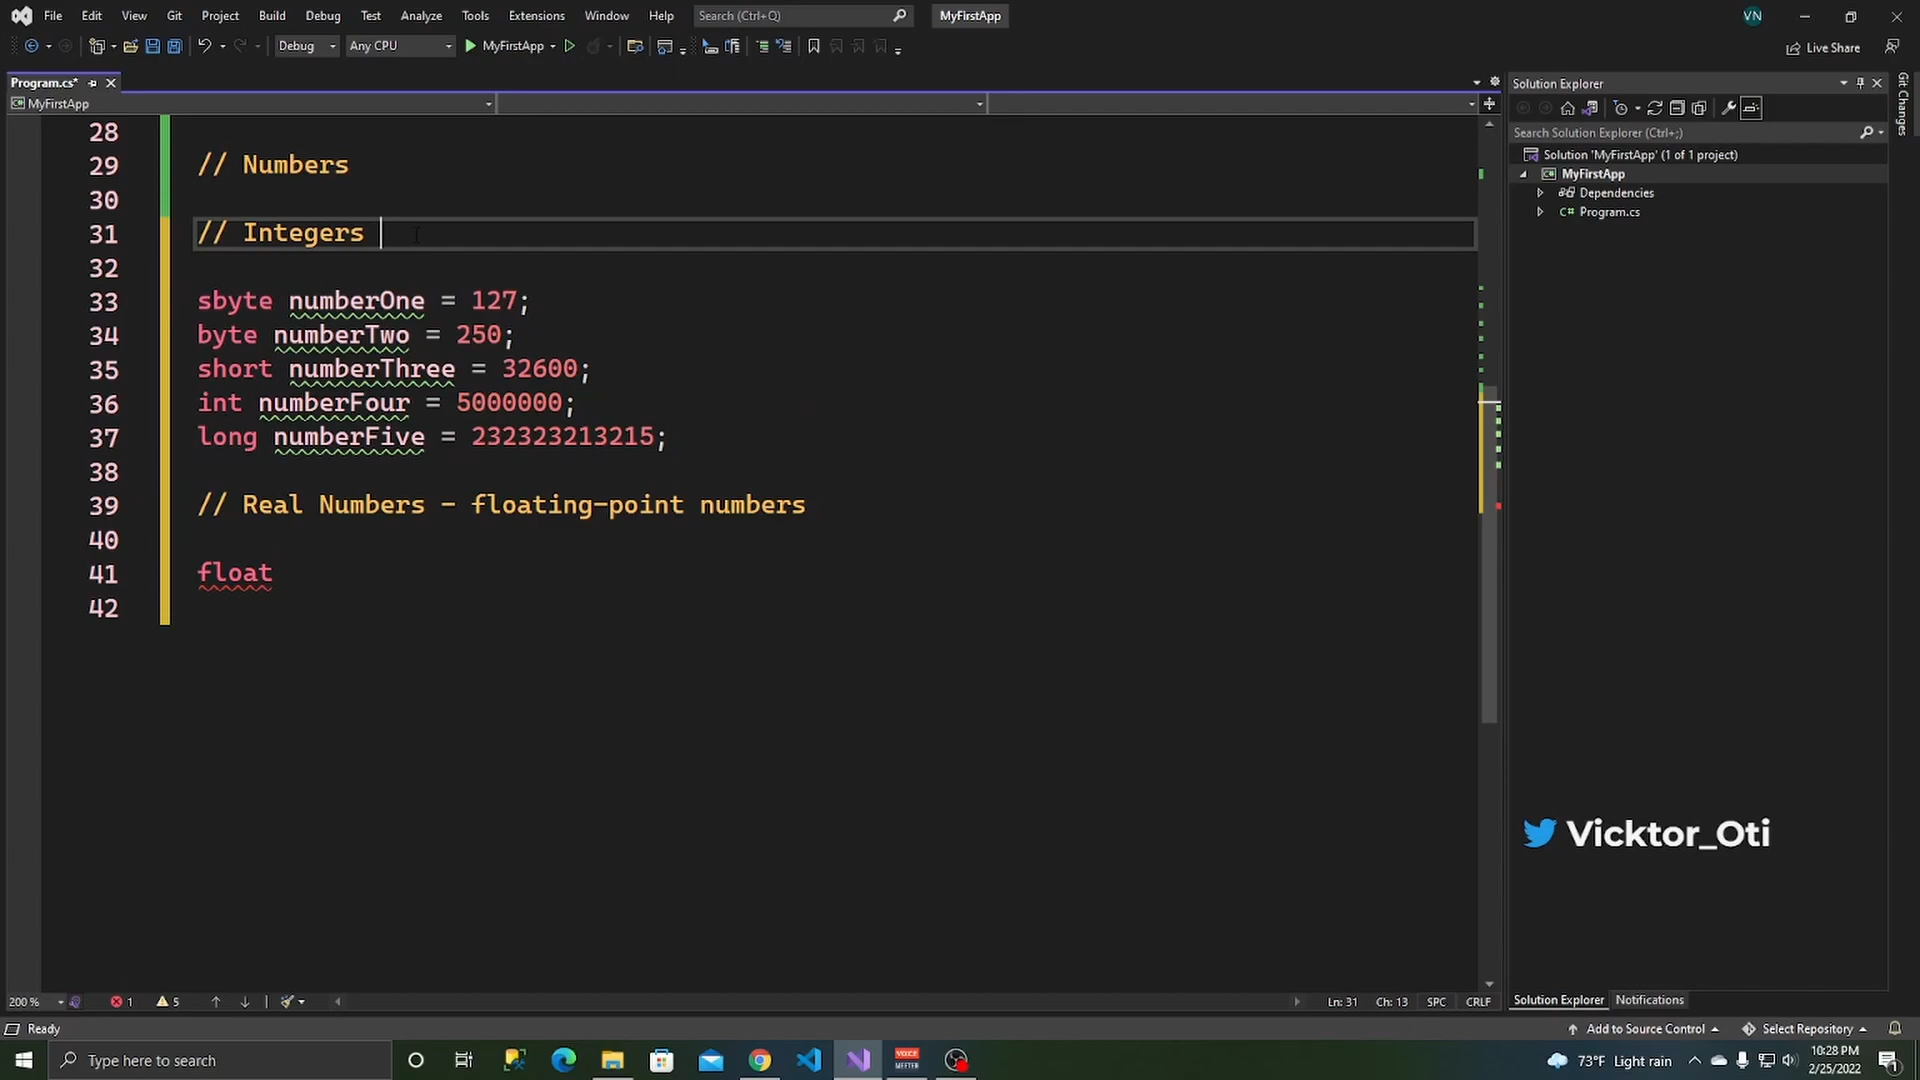 File Edit View Git Project Build Debug Test Analyze Tools Extensions Window Help Search (Ctrl+Q) MyFirstApp VN
Debug Any CPU MyFirstApp Live Share
Program.cs* Solution Explorer
MyFirstApp
Git Changes
Search Solution Explorer (Ctrl+;)
Solution 'MyFirstApp' (1 of 1 project)
C# MyFirstApp
Dependencies
C# Program.cs
28
29 // Numbers
30
31 // Integers
32
33 sbyte numberOne = 127;
34 byte numberTwo = 250;
35 short numberThree = 32600;
36 int numberFour = 5000000;
37 long numberFive = 232323213215;
38
39 // Real Numbers - floating-point numbers
40
41 float
42
Vicktor_Oti
200 % 1 5 Ln: 31 Ch: 13 SPC CRLF
Solution Explorer Notifications
Ready Add to Source Control Select Repository
Type here to search VOICE MEETER 73°F Light rain 10:28 PM
2/25/2022
1